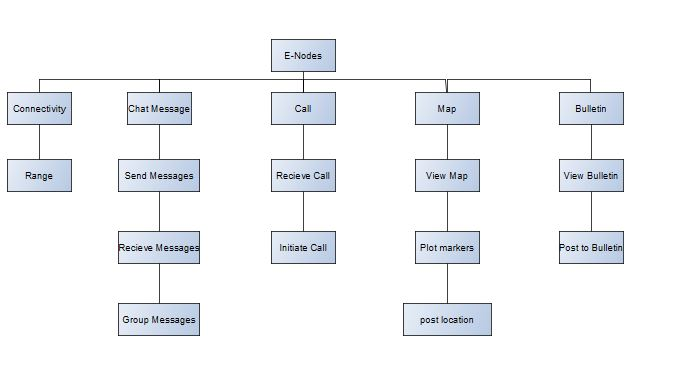 E-Nodes
Connectivity
Chat Message
Call
Map
Bulletin
Range
Send Messages
Recieve Call
View Map
View Bulletin
Recieve Messages
Initiate Call
Plot markers
Post to Bulletin
Group Messages
post location